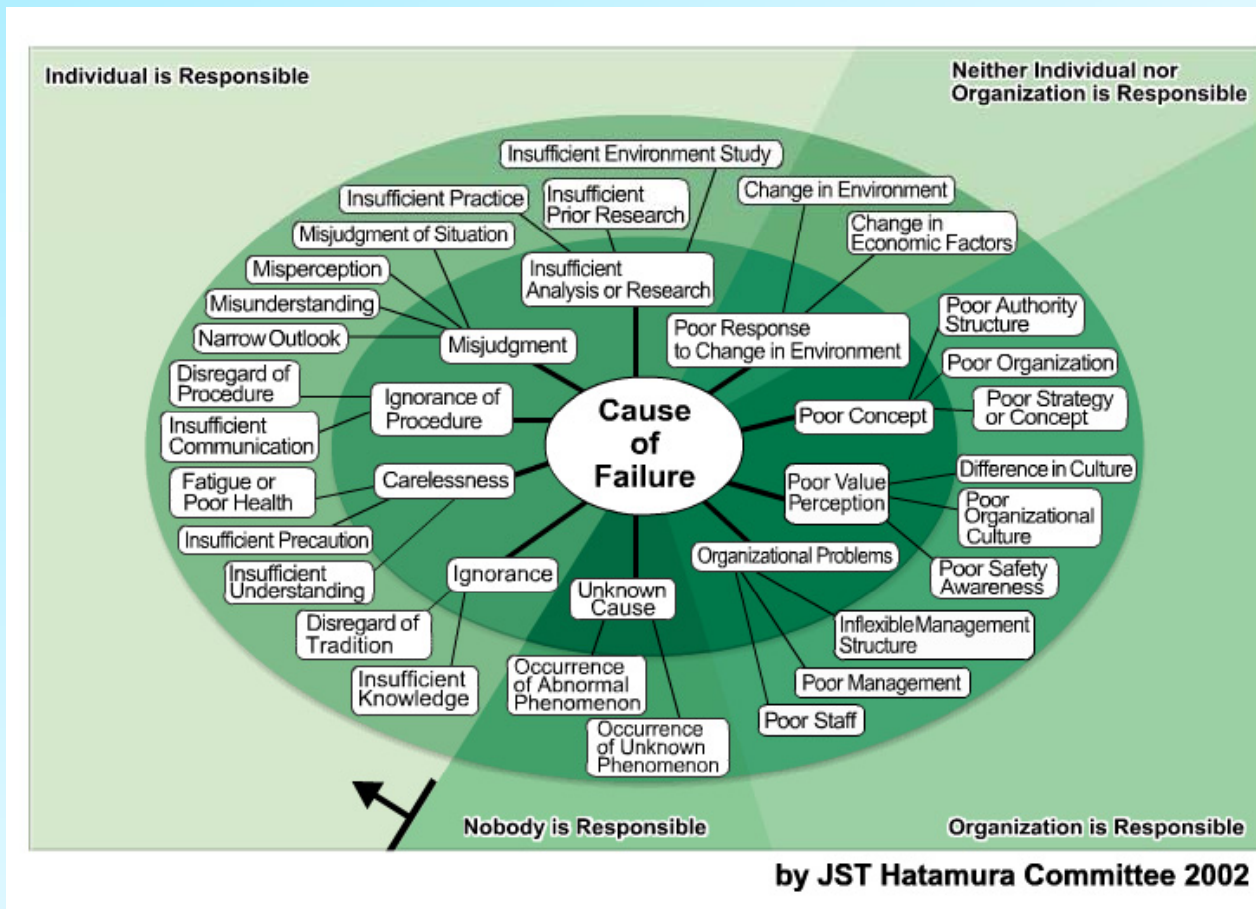 Individual is Responsible
Neither Individual nor
Organization is Responsible
Insufficient Environment Study
Insufficient Practice
Insufficient
Prior Research
Change in Environment
Misjudgment of Situation
Change in
Economic Factors
Misperception
Insufficient
Analysis or Research
Misunderstanding
Narrow Outlook
Misjudgment
Poor Response
to Change in Environment
Poor Authority
Structure
Poor Organization
Disregard of
Procedure
Ignorance of
Procedure
Cause
of
Failure
Poor Concept
Poor Strategy
or Concept
Insufficient
Communication
Fatigue or
Poor Health
Carelessness
Poor Value
Perception
Difference in Culture
Poor
Organizational
Culture
Insufficient Precaution
Organizational Problems
Poor Safety
Awareness
Insufficient
Understanding
Ignorance
Unknown
Cause
Disregard of
Tradition
Inflexible Management
Structure
Insufficient
Knowledge
Occurrence
of Abnormal
Phenomenon
Poor Management
Poor Staff
Occurrence
of Unknown
Phenomenon
Nobody is Responsible
Organization is Responsible
by JST Hatamura Committee 2002